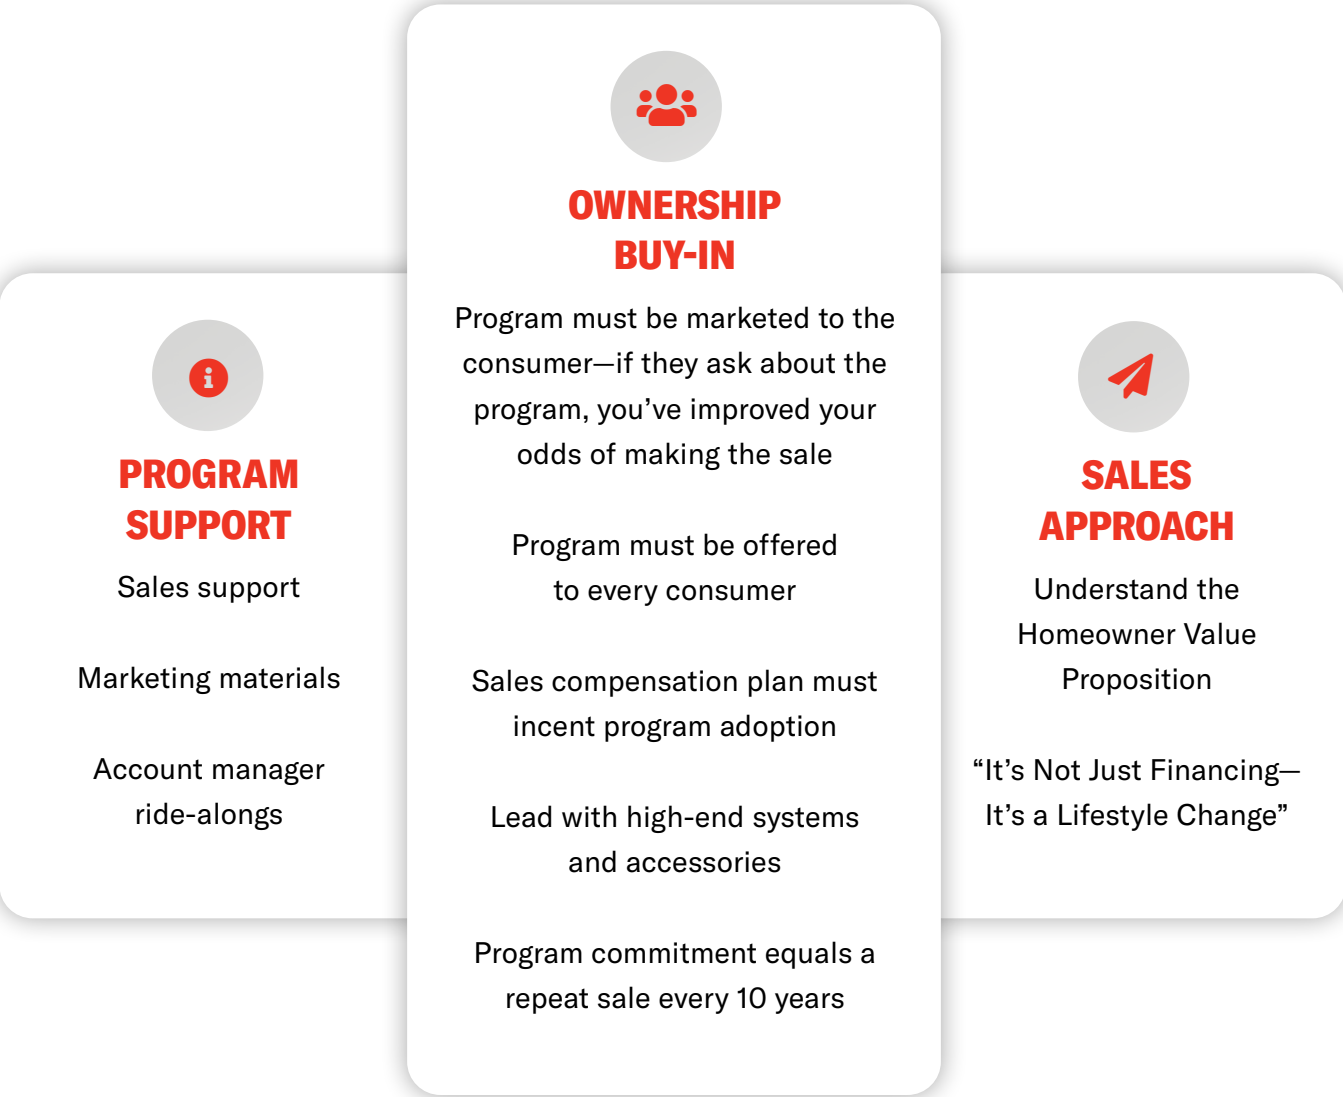 PROGRAM
SUPPORT
Sales support
Marketing materials
Account manager
ride-alongs
OWNERSHIP
BUY-IN
Program must be marketed to the
consumer—if they ask about the
program, you’ve improved your
odds of making the sale
Program must be offered
to every consumer
Sales compensation plan must
incent program adoption
Lead with high-end systems
and accessories
Program commitment equals a
repeat sale every 10 years
SALES
APPROACH
Understand the
Homeowner Value
Proposition
“It’s Not Just Financing—
It’s a Lifestyle Change”